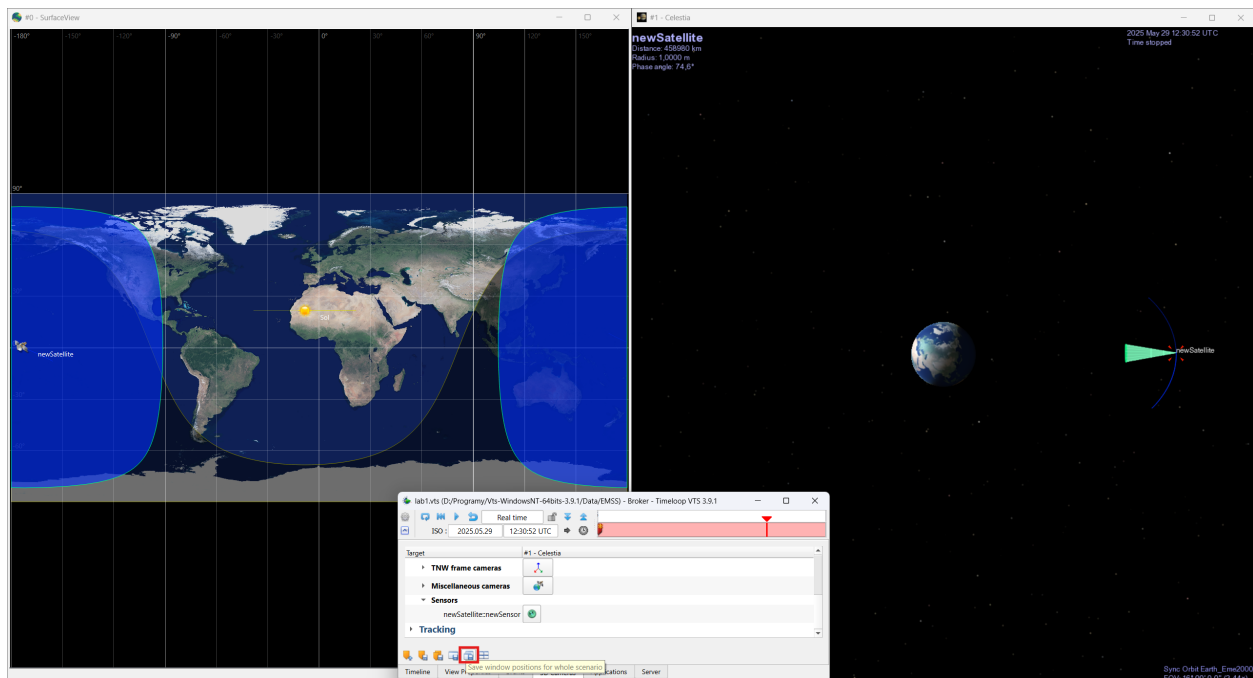 #0 - SurfaceView
-180° -150° -120° -90° -60° -30° 0° 30° 60° 90° 120° 150°
90°
Sol
newSatellite
#1 - Celestia
newSatellite
Distance: 458980 km
Radius: 1,0000 m
Phase angle: 74,6°
2025 May 29 12:30:52 UTC
Time stopped
newSatellite
lab1.vts (D:/Programy/Vts-WindowsNT-64bits-3.9.1/Data/EMSS) - Broker - Timeloop VTS 3.9.1
Real time
ISO : 2025.05.29 12:30:52 UTC
Target #1 - Celestia
TNW frame cameras
Miscellaneous cameras
Sensors
newSatellite::newSensor
Tracking
Save window positions for whole scenario
Timeline Server
Sync Orbit Earth_Eme2000